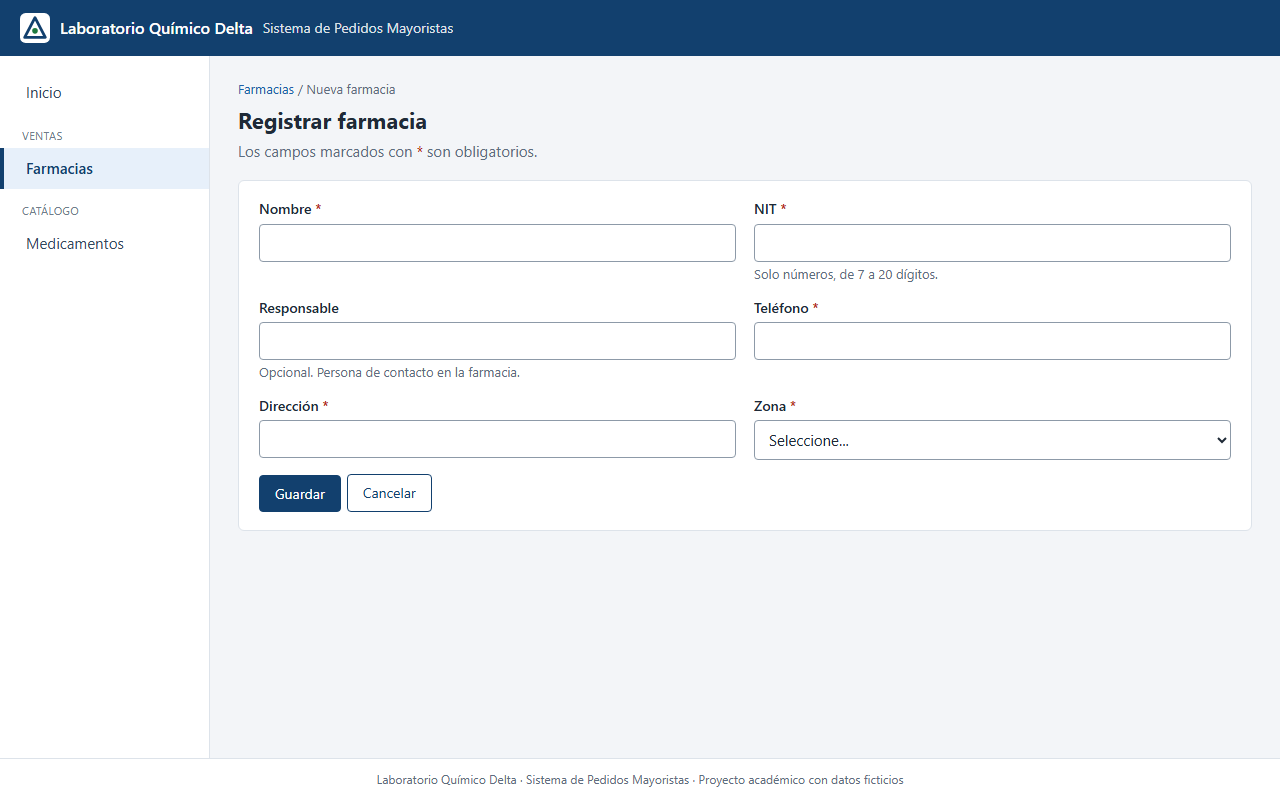 Laboratorio Químico Delta Sistema de Pedidos Mayoristas
Inicio
VENTAS
Farmacias
CATÁLOGO
Medicamentos
Farmacias / Nueva farmacia
Registrar farmacia
Los campos marcados con * son obligatorios.
Nombre *
NIT *
Solo números, de 7 a 20 dígitos.
Responsable
Teléfono *
Opcional. Persona de contacto en la farmacia.
Dirección *
Zona *
Seleccione...
Guardar Cancelar
Laboratorio Químico Delta · Sistema de Pedidos Mayoristas · Proyecto académico con datos ficticios